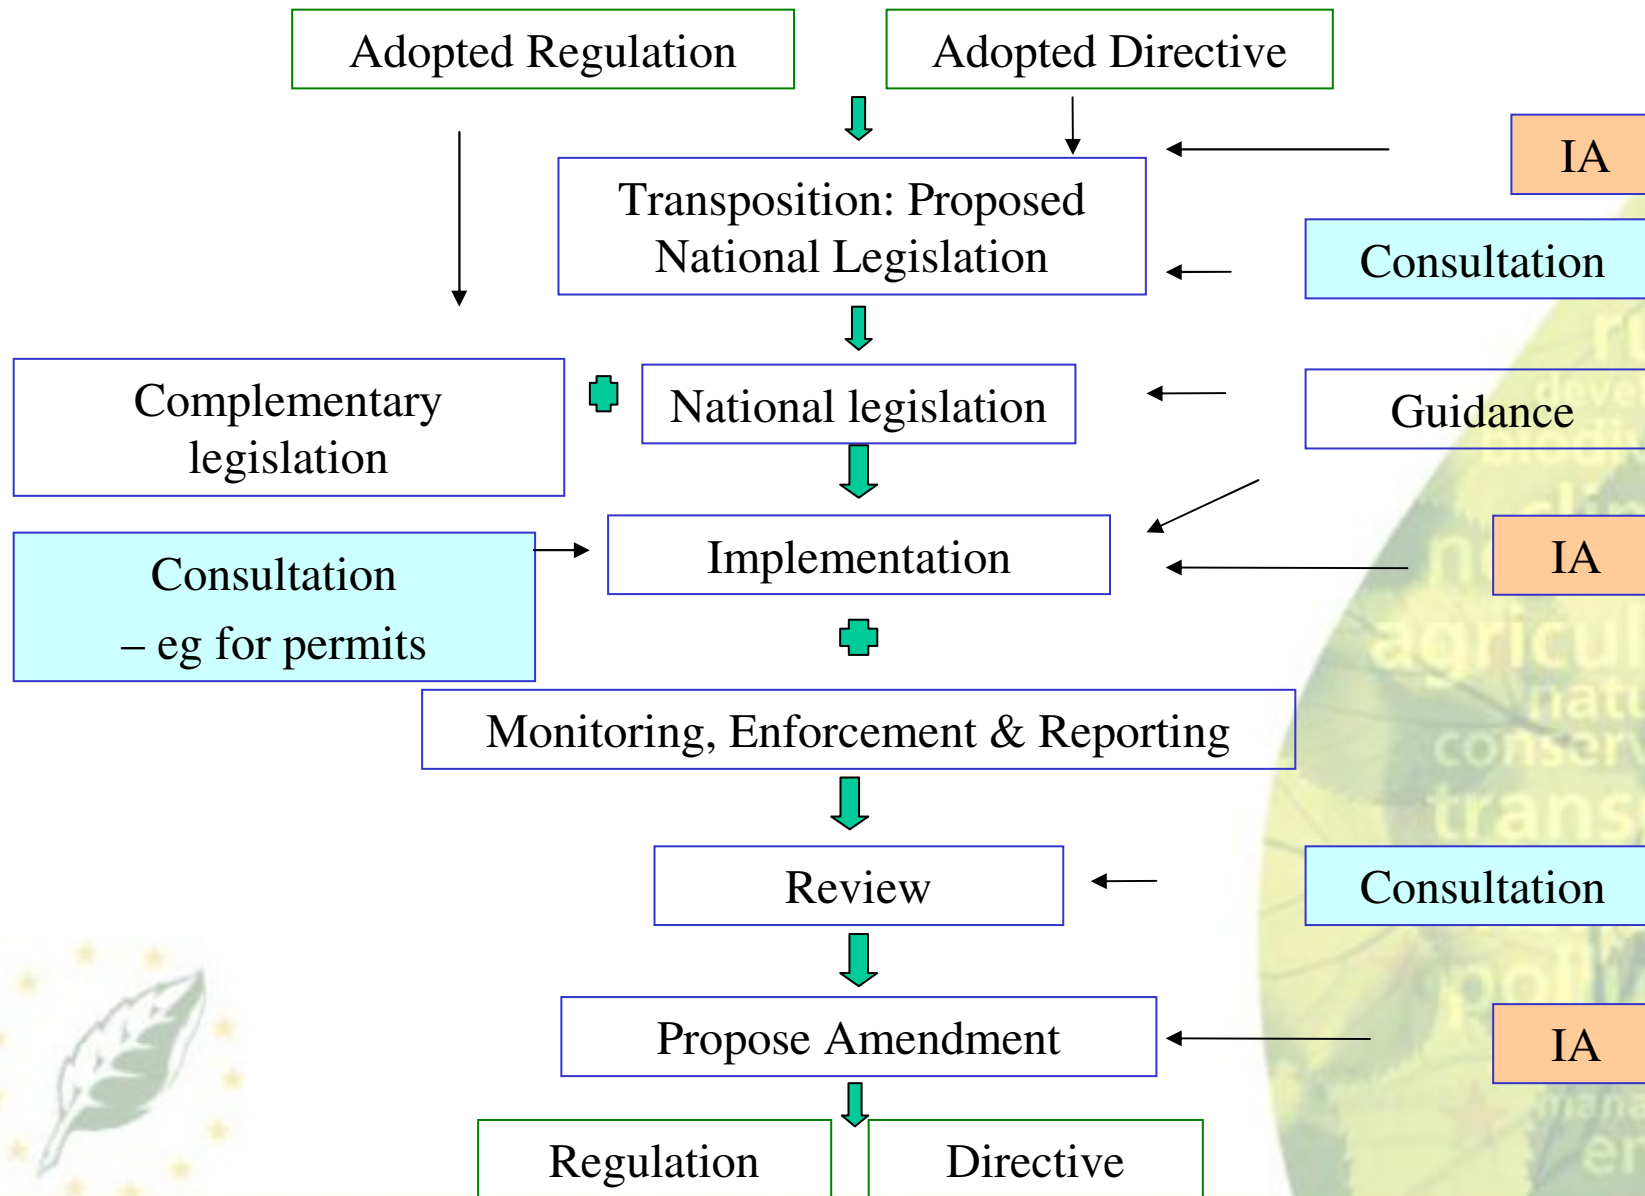 Adopted Regulation
Adopted Directive
IA
Transposition: Proposed
National Legislation
Consultation
Complementary
legislation
National legislation
Guidance
Consultation
– eg for permits
Implementation
IA
Monitoring, Enforcement & Reporting
Review
Consultation
Propose Amendment
IA
Regulation
Directive